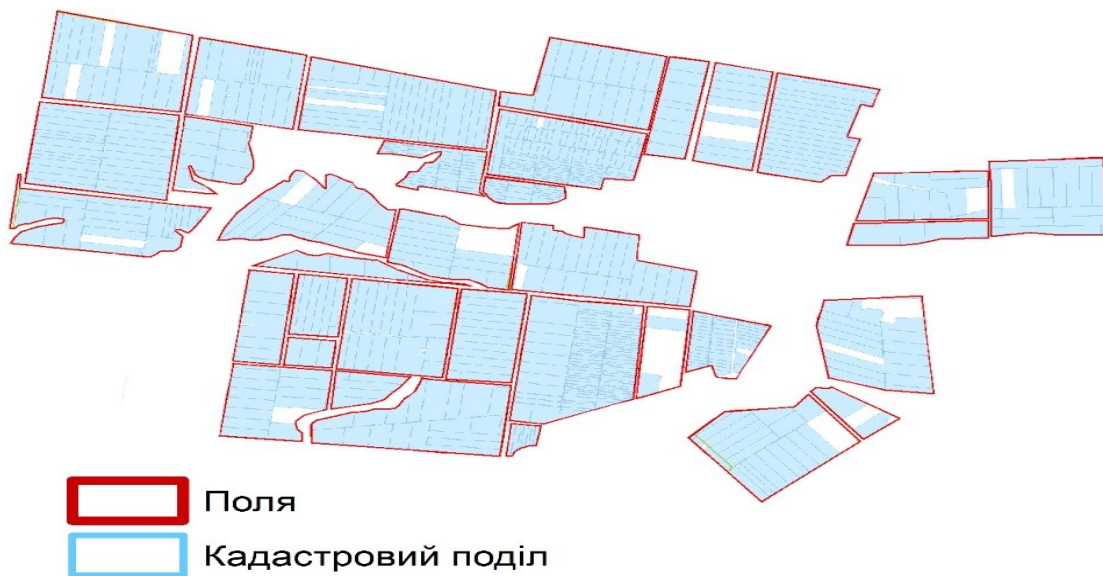 Поля
Кадастровий поділ